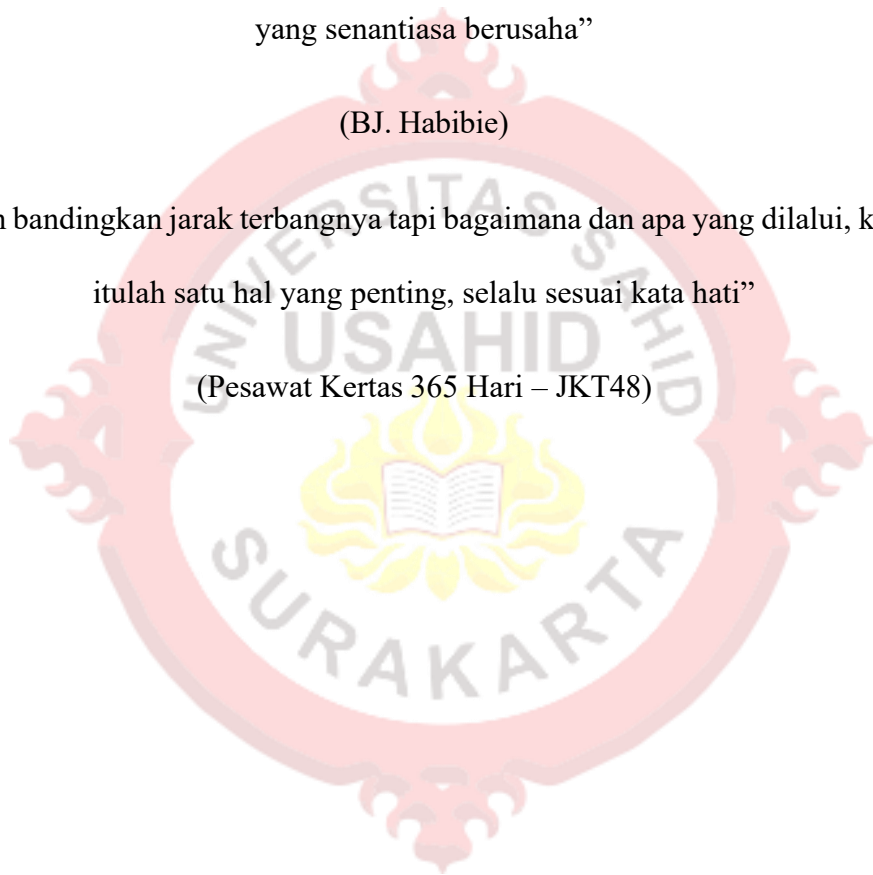 yang senantiasa berusaha”
(BJ. Habibie)
bandingkan jarak terbangnya tapi bagaimana dan apa yang dilalui,
itulah satu hal yang penting, selalu sesuai kata hati”
(Pesawat Kertas 365 Hari – JKT48)
UNIVERSITAS SAHID
USAHID
SURAKARTA